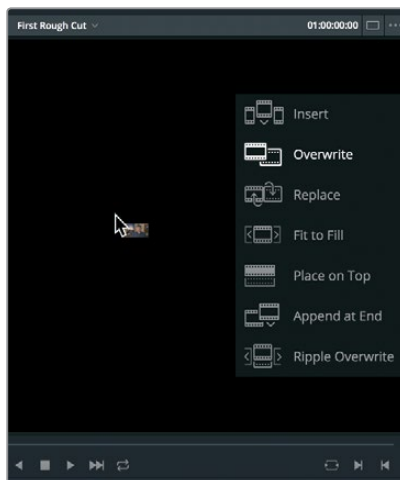 First Rough Cut 01:00:00:00
Insert
Overwrite
Replace
Fit to Fill
Place on Top
Append at End
Ripple Overwrite